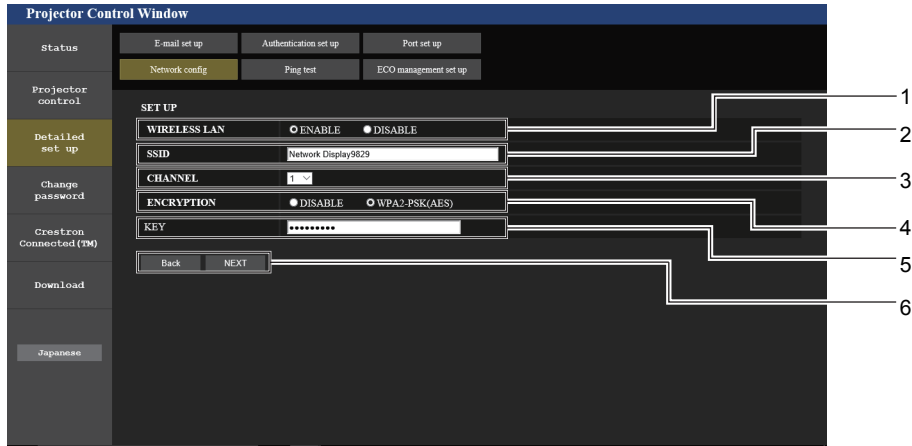 Projector Control Window
Status
E-mail set up
Authentication set up
Port set up
Network config
Ping test
ECO management set up
Projector
control
Detailed
set up
Change
password
Crestron
Connected(TM)
Download
Japanese
SET UP
WIRELESS LAN ENABLE DISABLE
SSID Network Display9829
CHANNEL 1
ENCRYPTION DISABLE WPA2-PSK(AES)
KEY •••••••••
Back NEXT
1
2
3
4
5
6